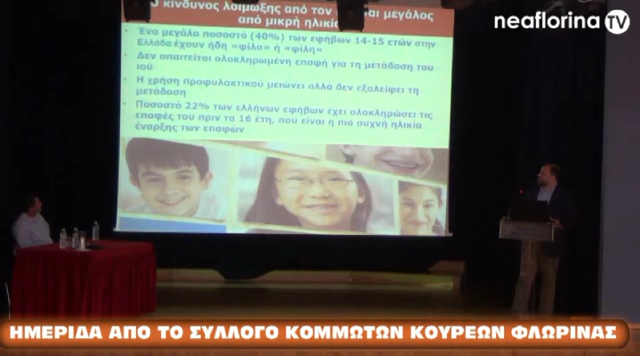 neaflorina TV
Ο κίνδυνος λοίμωξης από τον μεγάλος
από μικρή ηλικία
• Ένα μεγάλο ποσοστό (40%) των εφήβων 14-15 ετών στην
Ελλάδα έχουν ήδη «φίλο» ή «φίλη»
• Δεν απαιτείται ολοκληρωμένη επαφή για τη μετάδοση του
ιού
• Η χρήση προφυλακτικού μειώνει αλλά δεν εξαλείφει τη
μετάδοση
• Ποσοστό 22% των ελλήνων εφήβων έχει ολοκληρώσει τις
επαφές του πριν τα 16 έτη, που είναι η πιο συχνή ηλικία
έναρξης των επαφών
ΗΜΕΡΙΔΑ ΑΠΟ ΤΟ ΣΥΛΛΟΓΟ ΚΟΜΜΩΤΩΝ ΚΟΥΡΕΩΝ ΦΛΩΡΙΝΑΣ